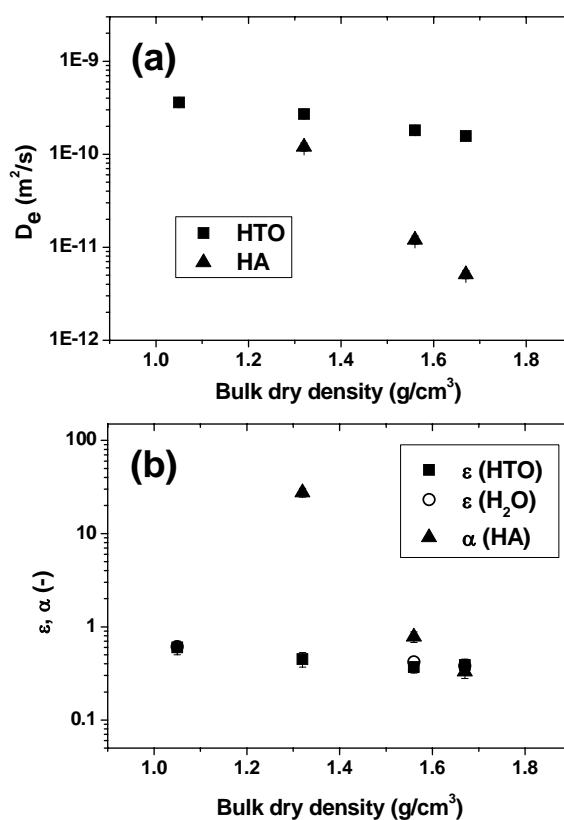 (a)
1E-9
1E-10
1E-11
1E-12
Dₑ (m²/s)
HTO
HA
1.0 1.2 1.4 1.6 1.8
Bulk dry density (g/cm³)
(b)
100
10
1
0.1
ε, α (-)
ε (HTO)
ε (H₂O)
α (HA)
1.0 1.2 1.4 1.6 1.8
Bulk dry density (g/cm³)